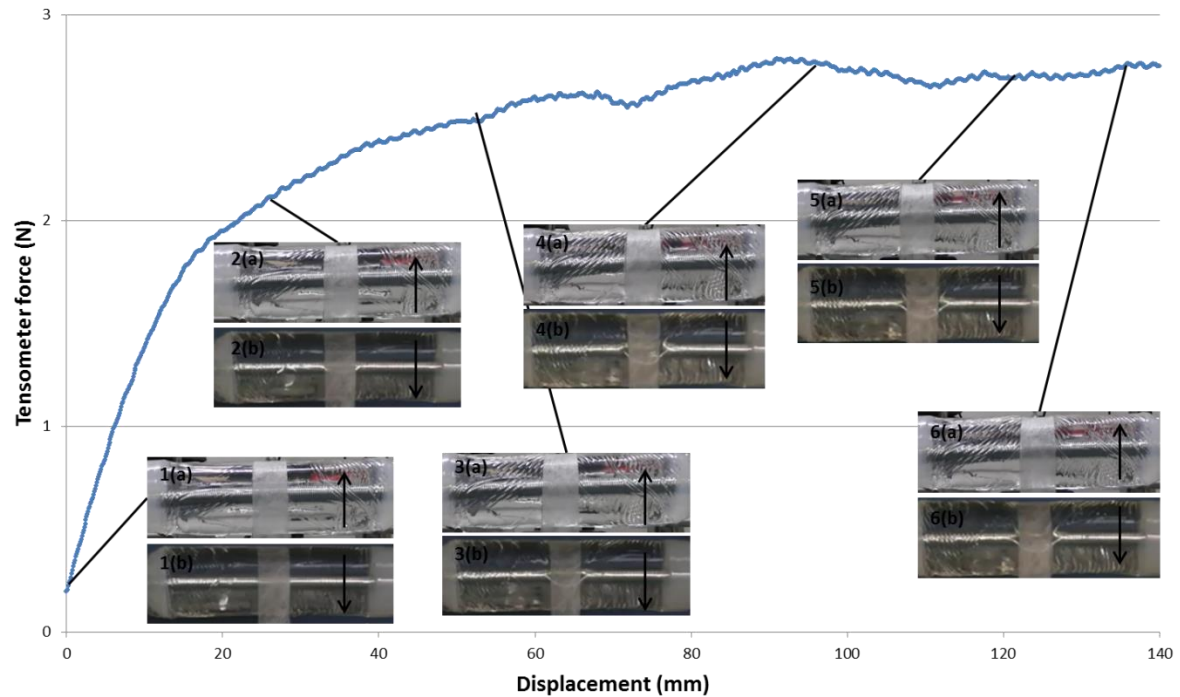 Tensometer force (N)
3
2
1
0
0 20 40 60 80 100 120 140
Displacement (mm)
1(a)
1(b)
2(a)
2(b)
3(a)
3(b)
4(a)
4(b)
5(a)
5(b)
6(a)
6(b)